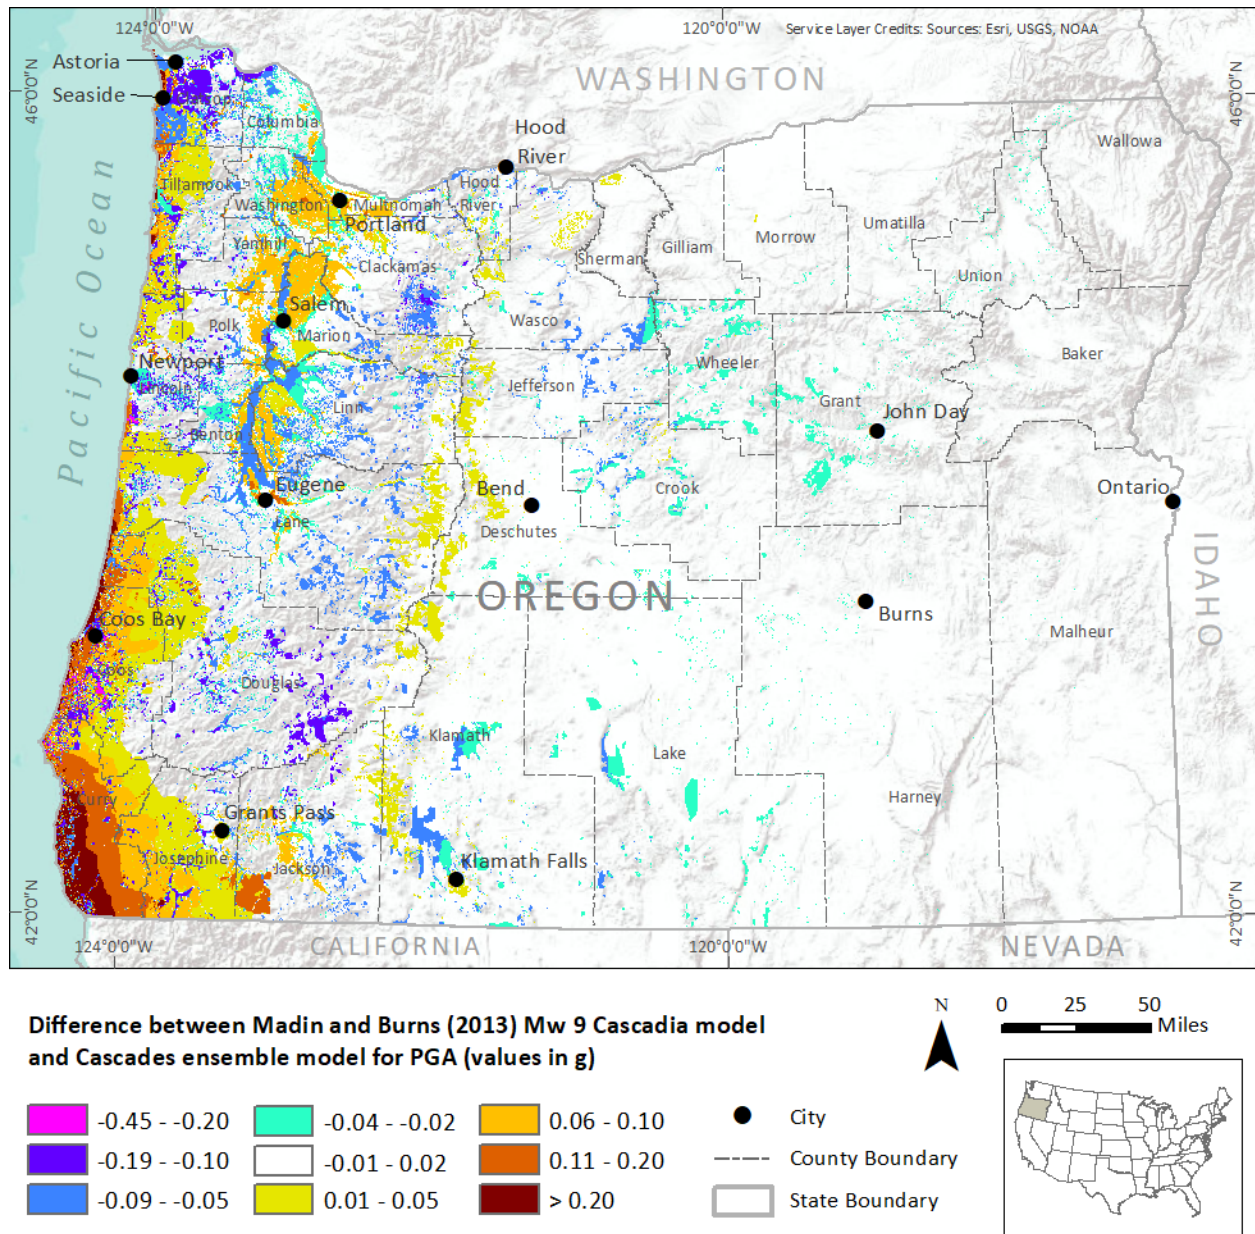 124°0'0"W
120°0'0"W
Service Layer Credits: Sources: Esri, USGS, NOAA
46°0'0"N
46°0'0"N
WASHINGTON
Astoria
Seaside
Columbia
Hood
River
Wallowa
Tillamook
Washington
Multnomah
Hood
River
Portland
Yamhill
Clackamas
Sherman
Gilliam
Morrow
Umatilla
Union
Pacific Ocean
Salem
Polk
Marion
Wasco
Wheeler
Baker
Newport
Lincoln
Jefferson
Linn
Grant
John Day
Benton
Eugene
Lane
Bend
Deschutes
Crook
Ontario
OREGON
IDAHO
Burns
Malheur
Coos Bay
Coos
Douglas
Klamath
Lake
Harney
Curry
Grants Pass
Josephine
Jackson
Klamath Falls
42°0'0"N
42°0'0"N
124°0'0"W
CALIFORNIA
120°0'0"W
NEVADA
Difference between Madin and Burns (2013) Mw 9 Cascadia model
and Cascades ensemble model for PGA (values in g)
N
0 25 50
Miles
-0.45 - -0.20
-0.19 - -0.10
-0.09 - -0.05
-0.04 - -0.02
-0.01 - 0.02
0.01 - 0.05
0.06 - 0.10
0.11 - 0.20
> 0.20
City
County Boundary
State Boundary